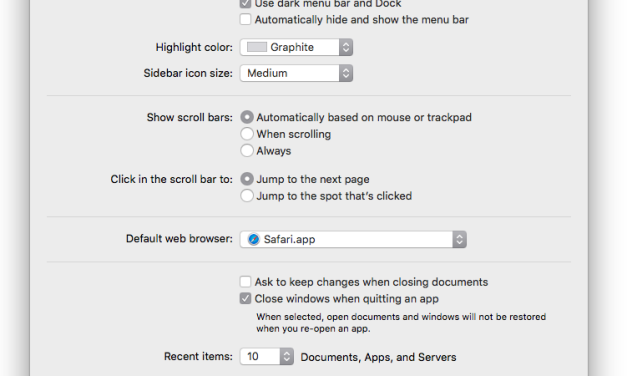 Use dark menu bar and Dock
Automatically hide and show the menu bar
Highlight color: Graphite
Sidebar icon size: Medium
Show scroll bars: Automatically based on mouse or trackpad
When scrolling
Always
Click in the scroll bar to: Jump to the next page
Jump to the spot that's clicked
Default web browser: Safari.app
Ask to keep changes when closing documents
Close windows when quitting an app
When selected, open documents and windows will not be restored
when you re-open an app.
Recent items: 10 Documents, Apps, and Servers